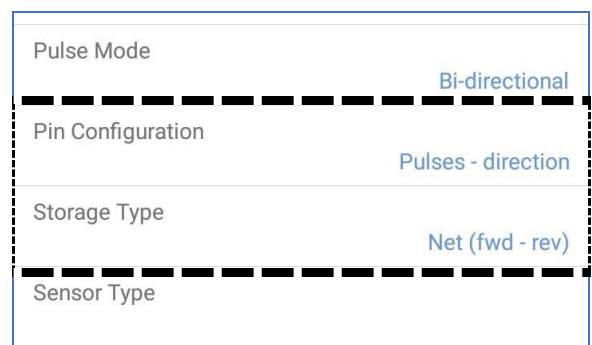 Pulse Mode
Bi-directional
Pin Configuration
Pulses - direction
Storage Type
Net (fwd - rev)
Sensor Type